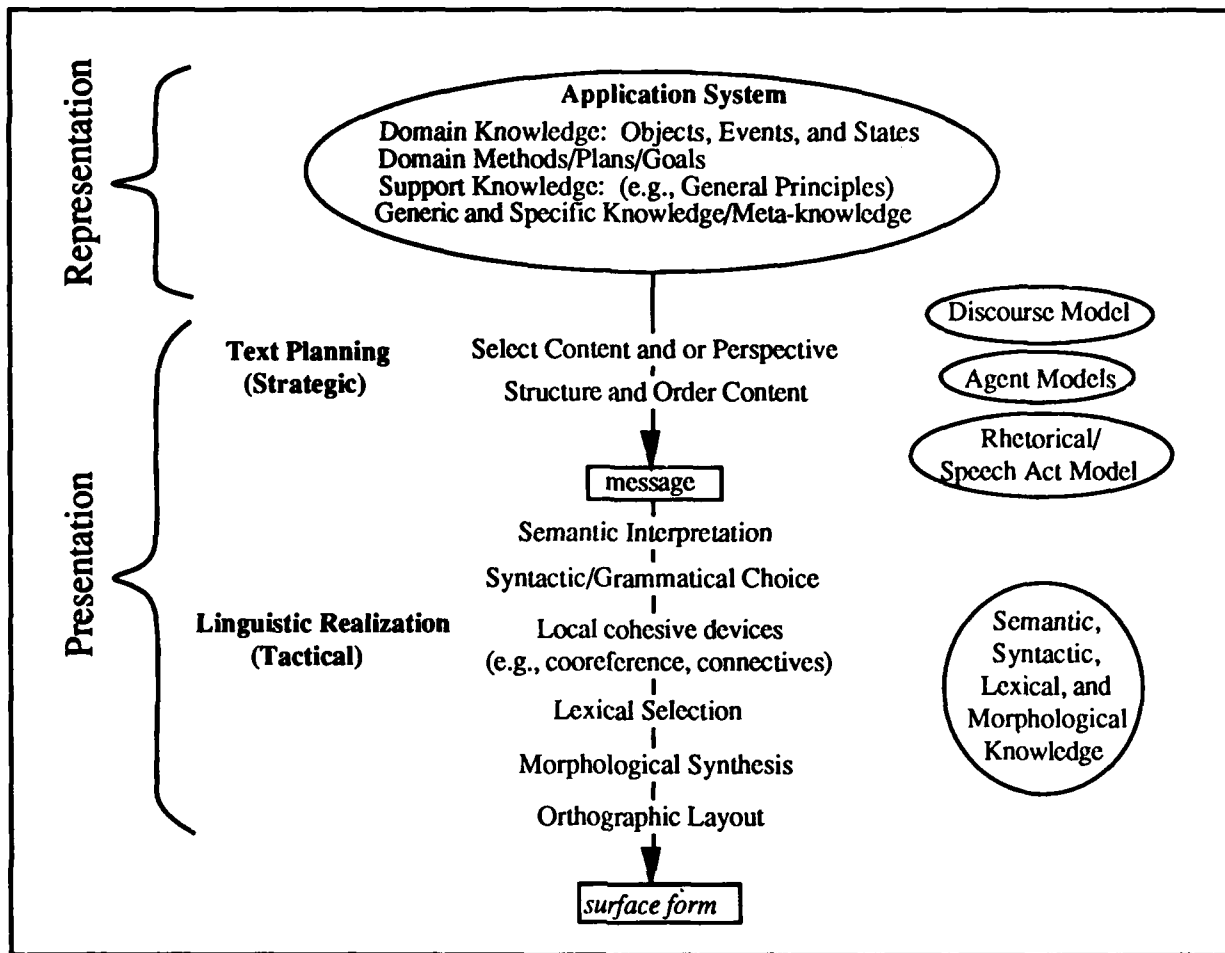 Representation
Application System
Domain Knowledge: Objects, Events, and States
Domain Methods/Plans/Goals
Support Knowledge: (e.g., General Principles)
Generic and Specific Knowledge/Meta-knowledge
Presentation
Text Planning
(Strategic)
Select Content and or Perspective
Structure and Order Content
message
Discourse Model
Agent Models
Rhetorical/
Speech Act Model
Linguistic Realization
(Tactical)
Semantic Interpretation
Syntactic/Grammatical Choice
Local cohesive devices
(e.g., cooreference, connectives)
Lexical Selection
Morphological Synthesis
Orthographic Layout
surface form
Semantic,
Syntactic,
Lexical, and
Morphological
Knowledge